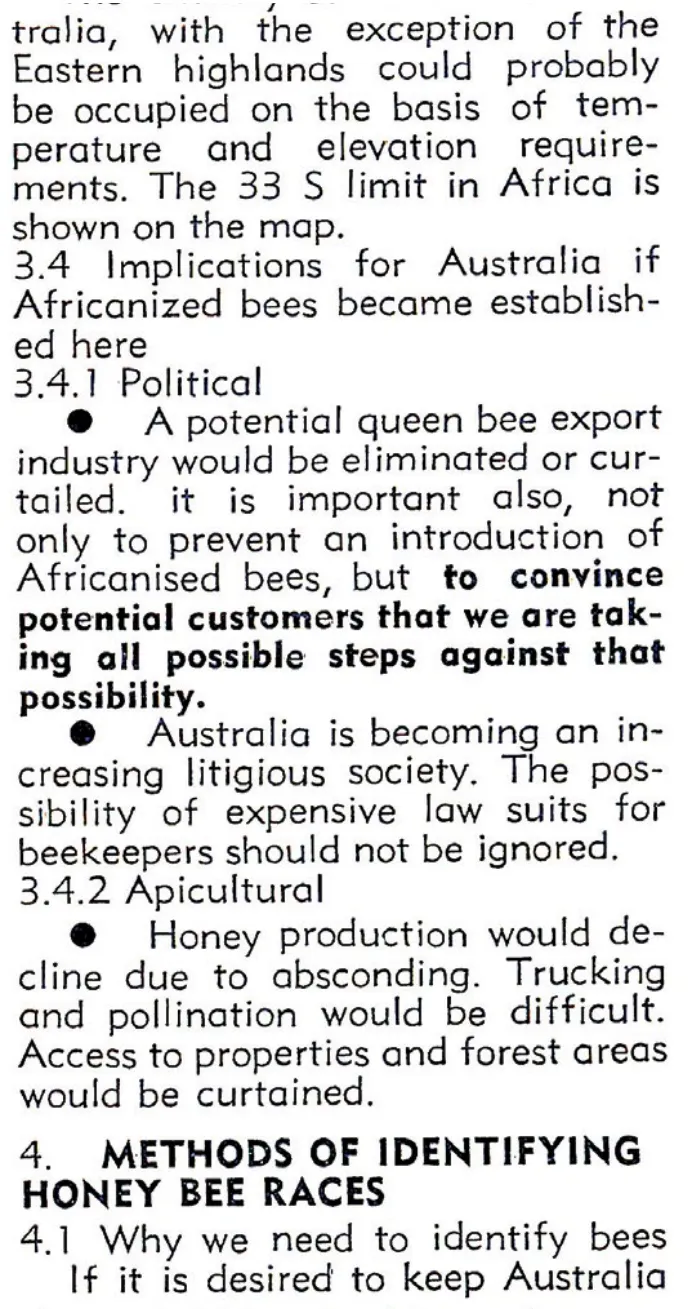 tralia, with the exception of the
Eastern highlands could probably
be occupied on the basis of tem-
perature and elevation require-
ments. The 33 S limit in Africa is
shown on the map.
3.4 Implications for Australia if
Africanized bees became establish-
ed here
3.4.1 Political
● A potential queen bee export
industry would be eliminated or cur-
tailed. it is important also, not
only to prevent an introduction of
Africanised bees, but to convince
potential customers that we are tak-
ing all possible steps against that
possibility.
● Australia is becoming an in-
creasing litigious society. The pos-
sibility of expensive law suits for
beekeepers should not be ignored.
3.4.2 Apicultural
● Honey production would de-
cline due to absconding. Trucking
and pollination would be difficult.
Access to properties and forest areas
would be curtained.
4. METHODS OF IDENTIFYING
HONEY BEE RACES
4.1 Why we need to identify bees
If it is desired to keep Australia